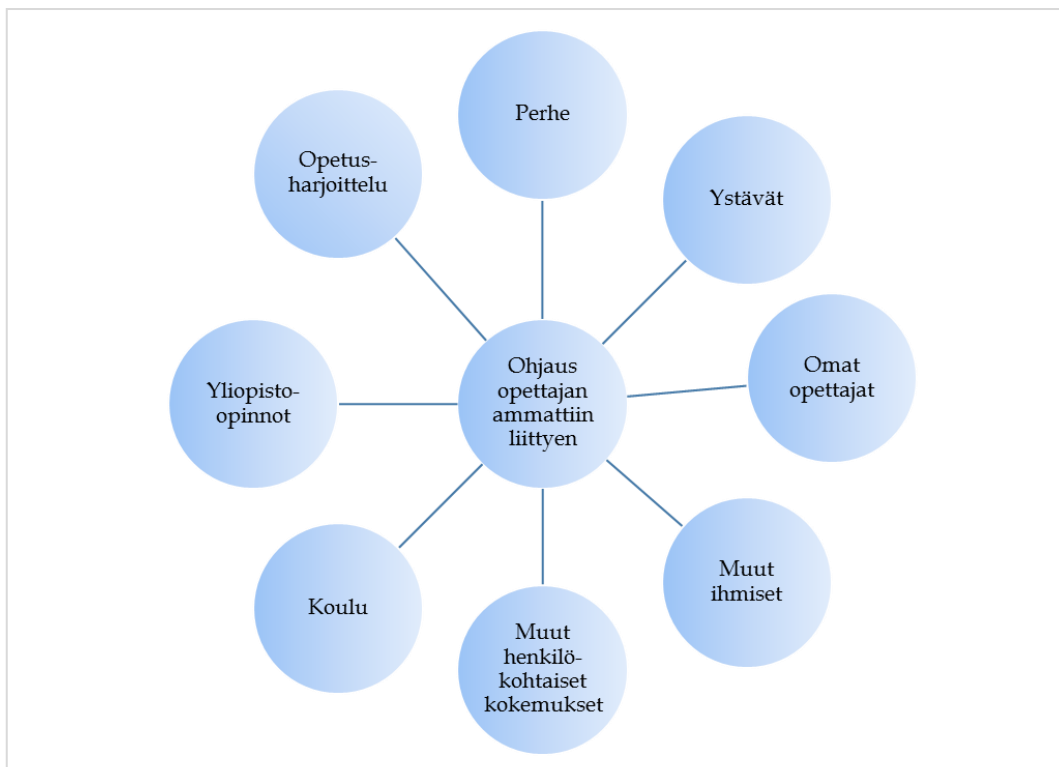 Perhe
Opetus-
harjoittelu
Ystävät
Ohjaus
opettajan
ammattiin
liittyen
Omat
opettajat
Yliopisto-
opinnot
Muut
ihmiset
Koulu
Muut
henkilö-
kohtaiset
kokemukset